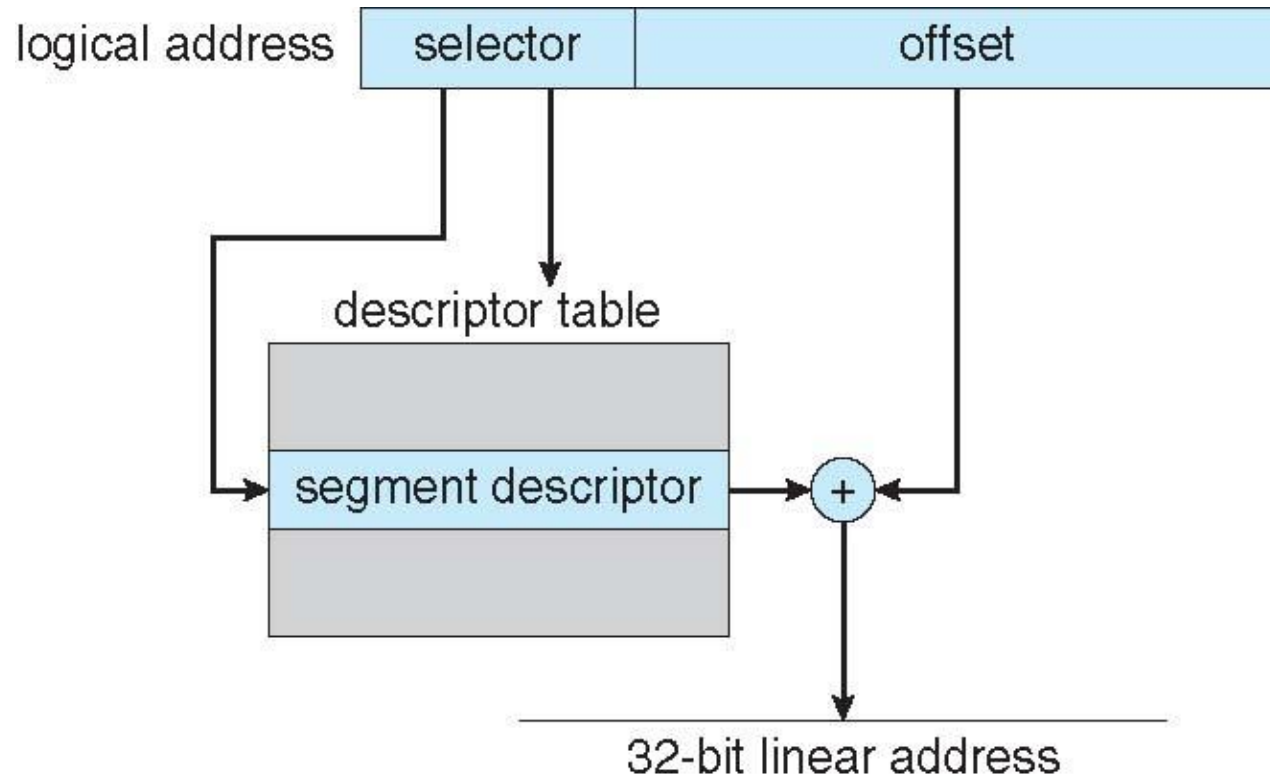 logical address selector offset
descriptor table
segment descriptor +
32-bit linear address